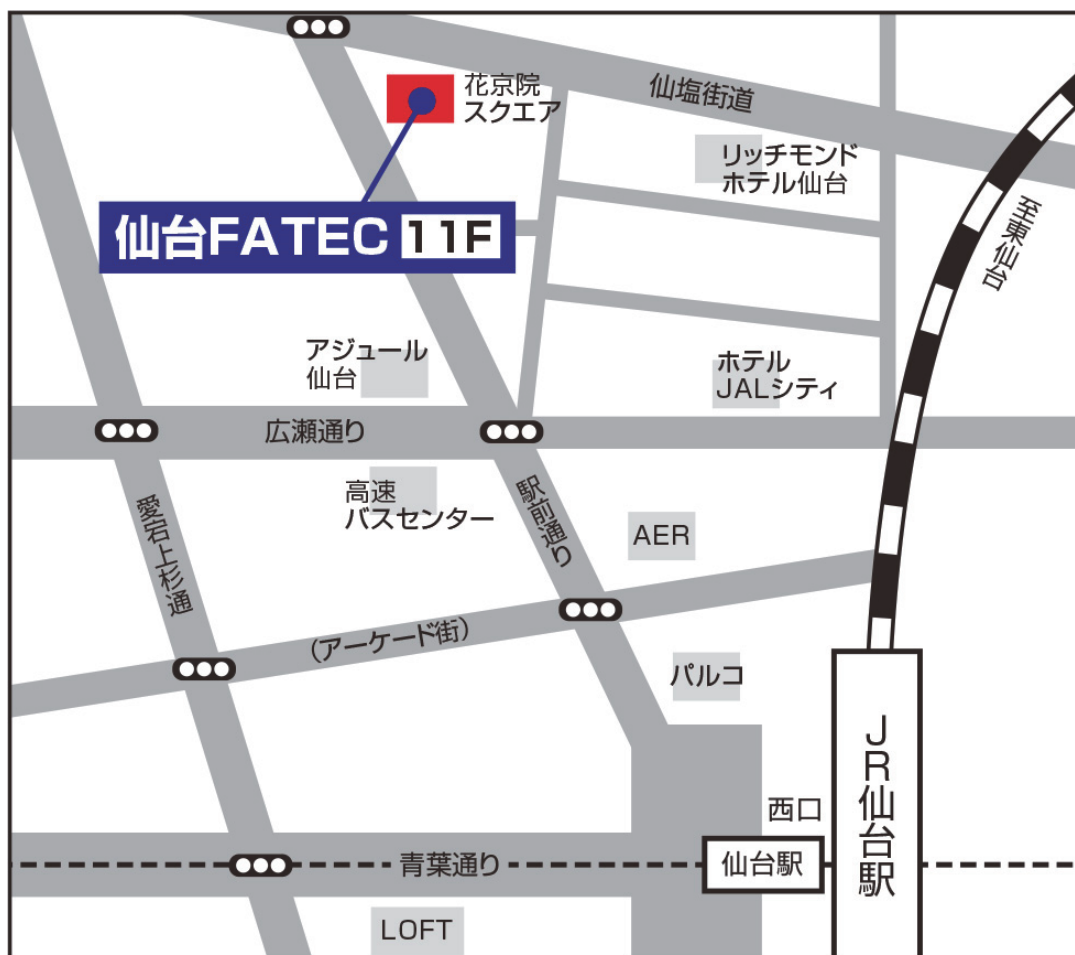 花京院
スクエア
仙塩街道
リッチモンド
ホテル仙台
至東仙台
仙台FATEC 11F
アジュール
仙台
ホテル
JALシティ
広瀬通り
高速
バスセンター
駅前通り
愛宕上杉通
AER
(アーケード街)
パルコ
JR仙台駅
西口
仙台駅
青葉通り
LOFT